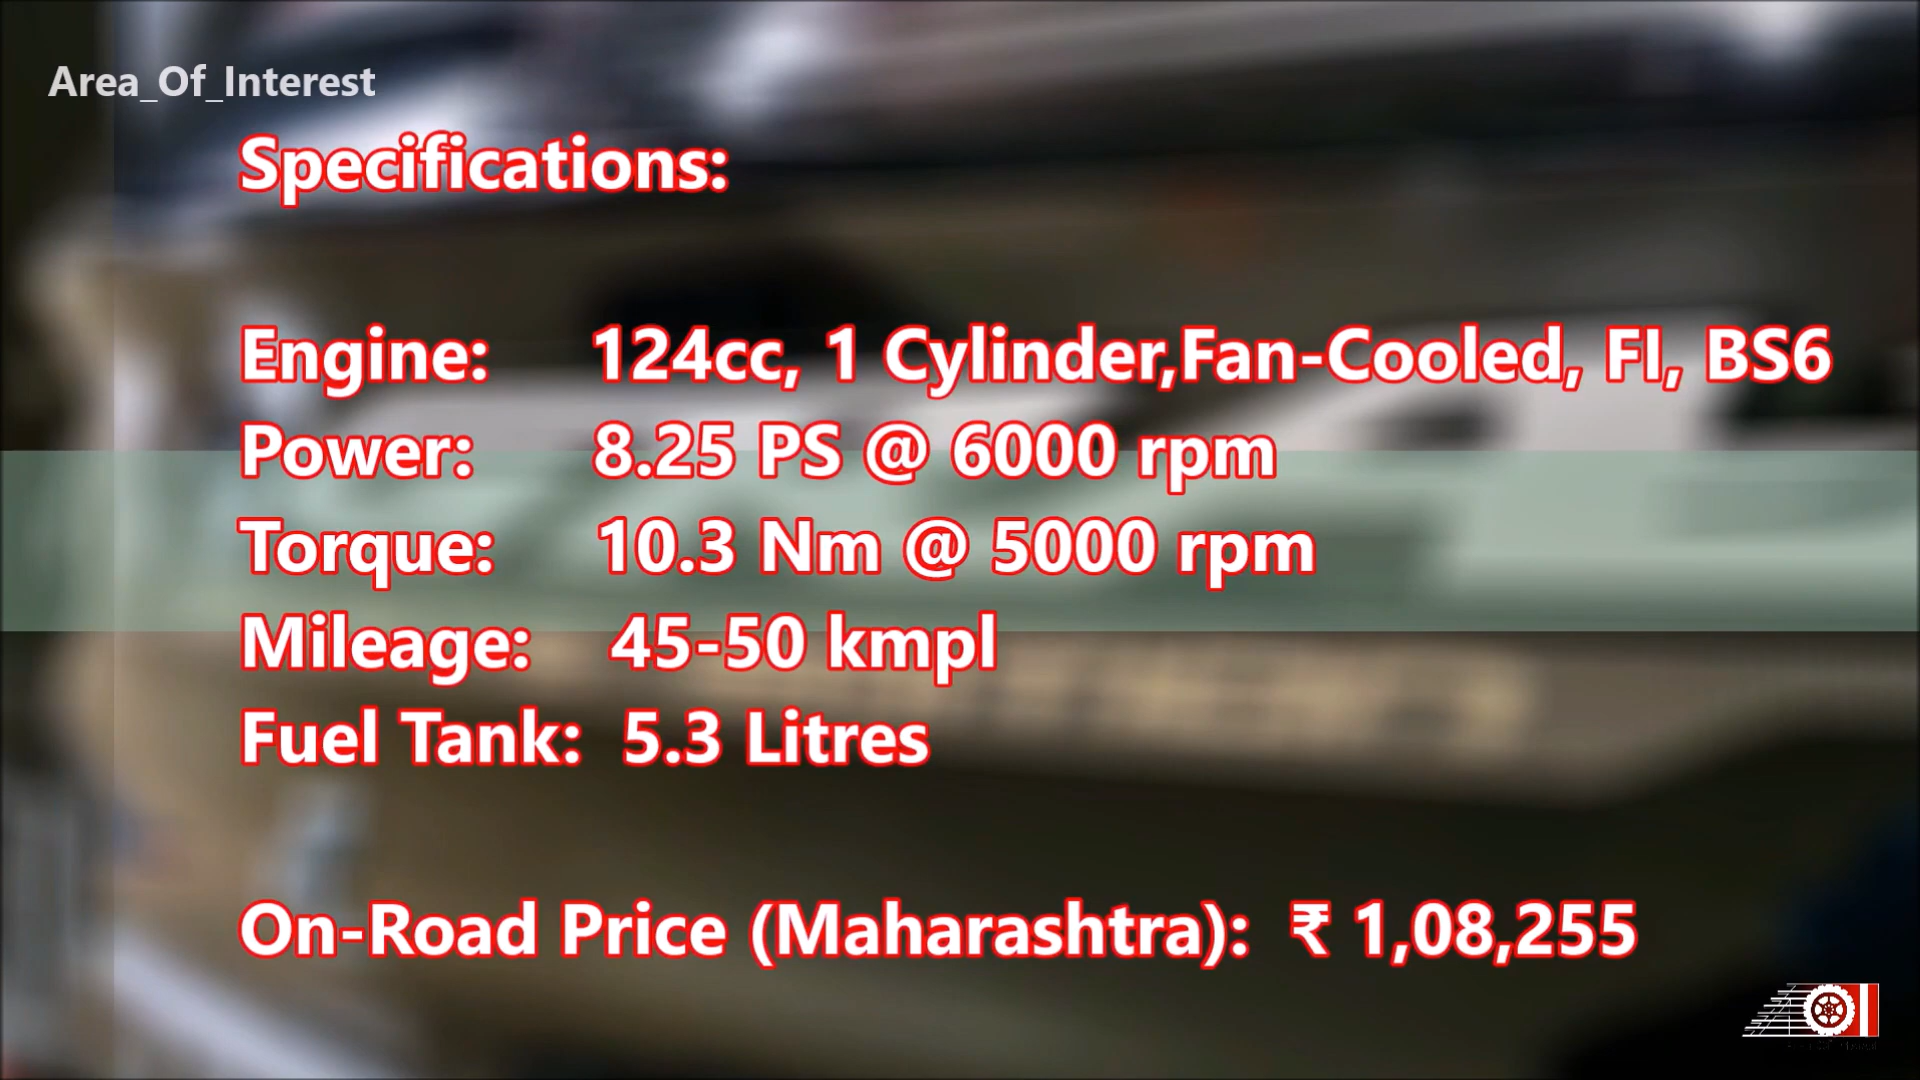 Area_Of_Interest
Specifications:
Engine: 124cc, 1 Cylinder,Fan-Cooled, FI, BS6
Power: 8.25 PS @ 6000 rpm
Torque: 10.3 Nm @ 5000 rpm
Mileage: 45-50 kmpl
Fuel Tank: 5.3 Litres
On-Road Price (Maharashtra): ₹ 1,08,255